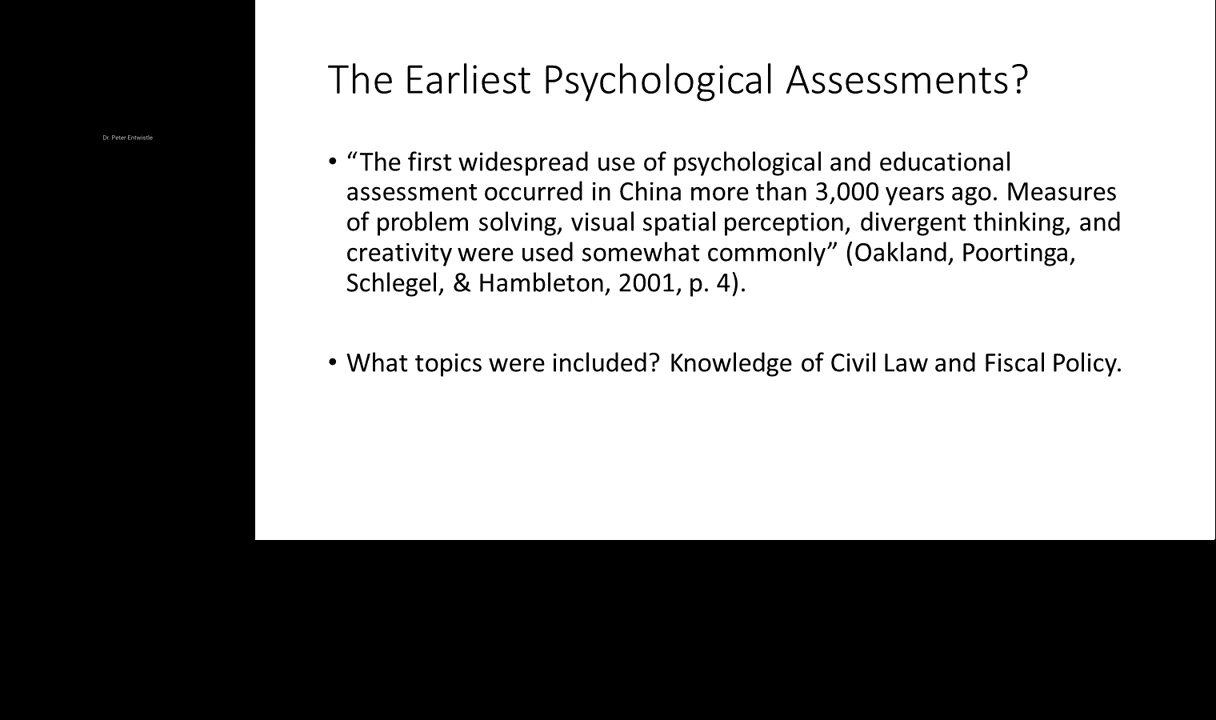 The Earliest Psychological Assessments?
Dr. Peter Entwistle
• “The first widespread use of psychological and educational
assessment occurred in China more than 3,000 years ago. Measures
of problem solving, visual spatial perception, divergent thinking, and
creativity were used somewhat commonly” (Oakland, Poortinga,
Schlegel, & Hambleton, 2001, p. 4).
• What topics were included? Knowledge of Civil Law and Fiscal Policy.